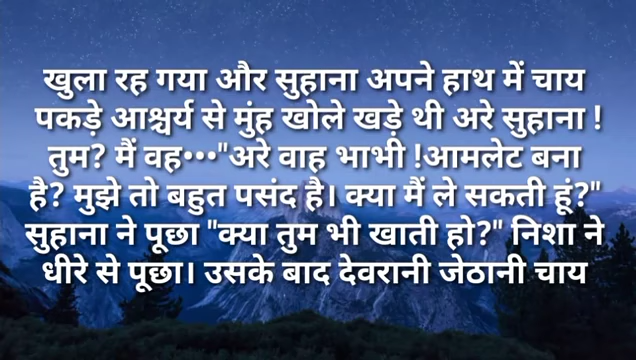 खुला रह गया और सुहाना अपने हाथ में चाय
पकड़े आश्चर्य से मुंह खोले खड़े थी अरे सुहाना !
तुम? मैं वह•••"अरे वाह भाभी !आमलेट बना
है? मुझे तो बहुत पसंद है। क्या मैं ले सकती हूं?"
सुहाना ने पूछा "क्या तुम भी खाती हो?" निशा ने
धीरे से पूछा। उसके बाद देवरानी जेठानी चाय